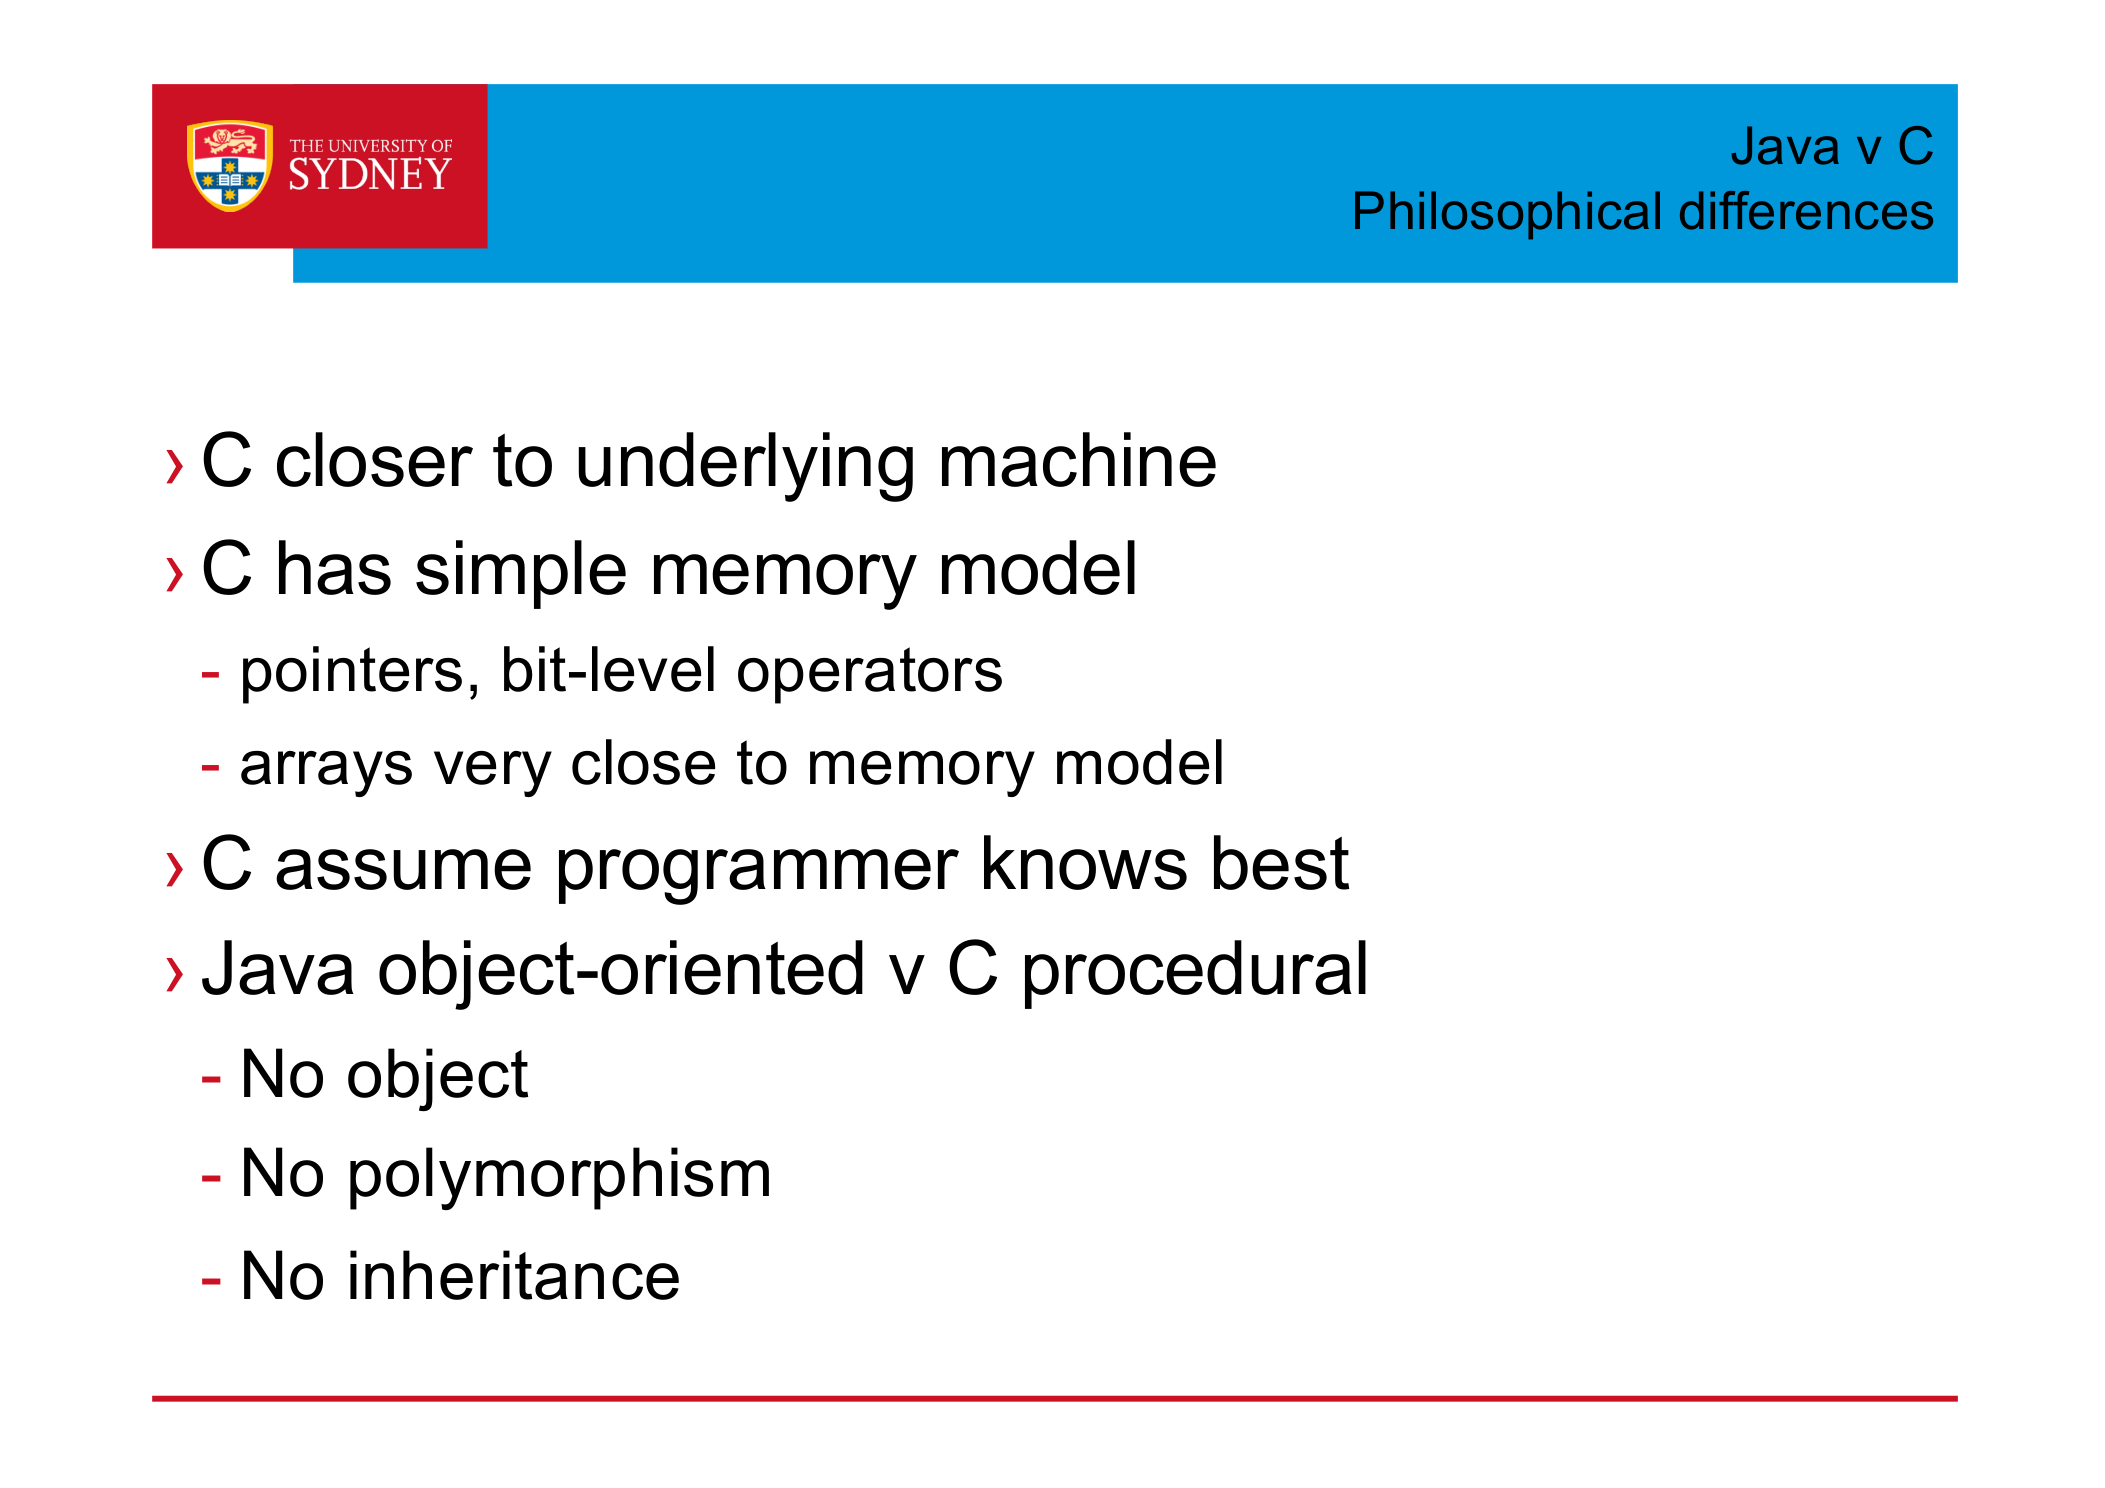 THE UNIVERSITY OF
SYDNEY
Java v C
Philosophical differences
› C closer to underlying machine
› C has simple memory model
- pointers, bit-level operators
- arrays very close to memory model
› C assume programmer knows best
› Java object-oriented v C procedural
- No object
- No polymorphism
- No inheritance